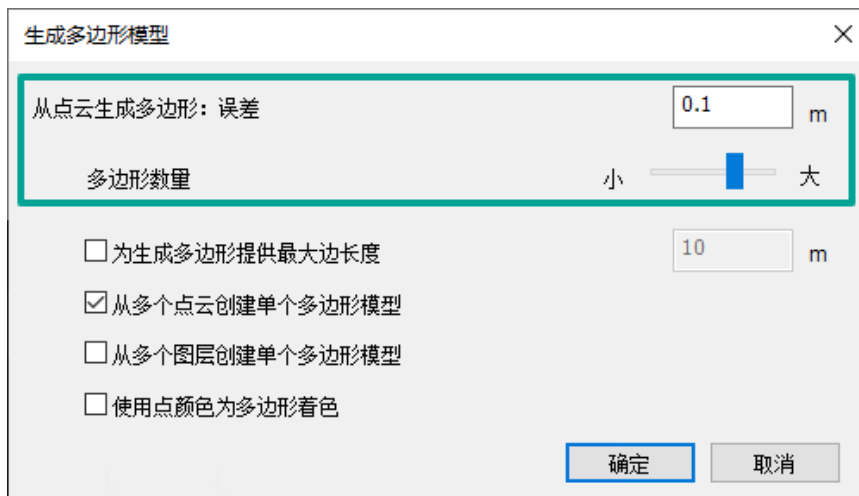 生成多边形模型
从点云生成多边形：误差 0.1 m
多边形数量 小 大
为生成多边形提供最大边长度 10 m
从多个点云创建单个多边形模型
从多个图层创建单个多边形模型
使用点颜色为多边形着色
确定 取消